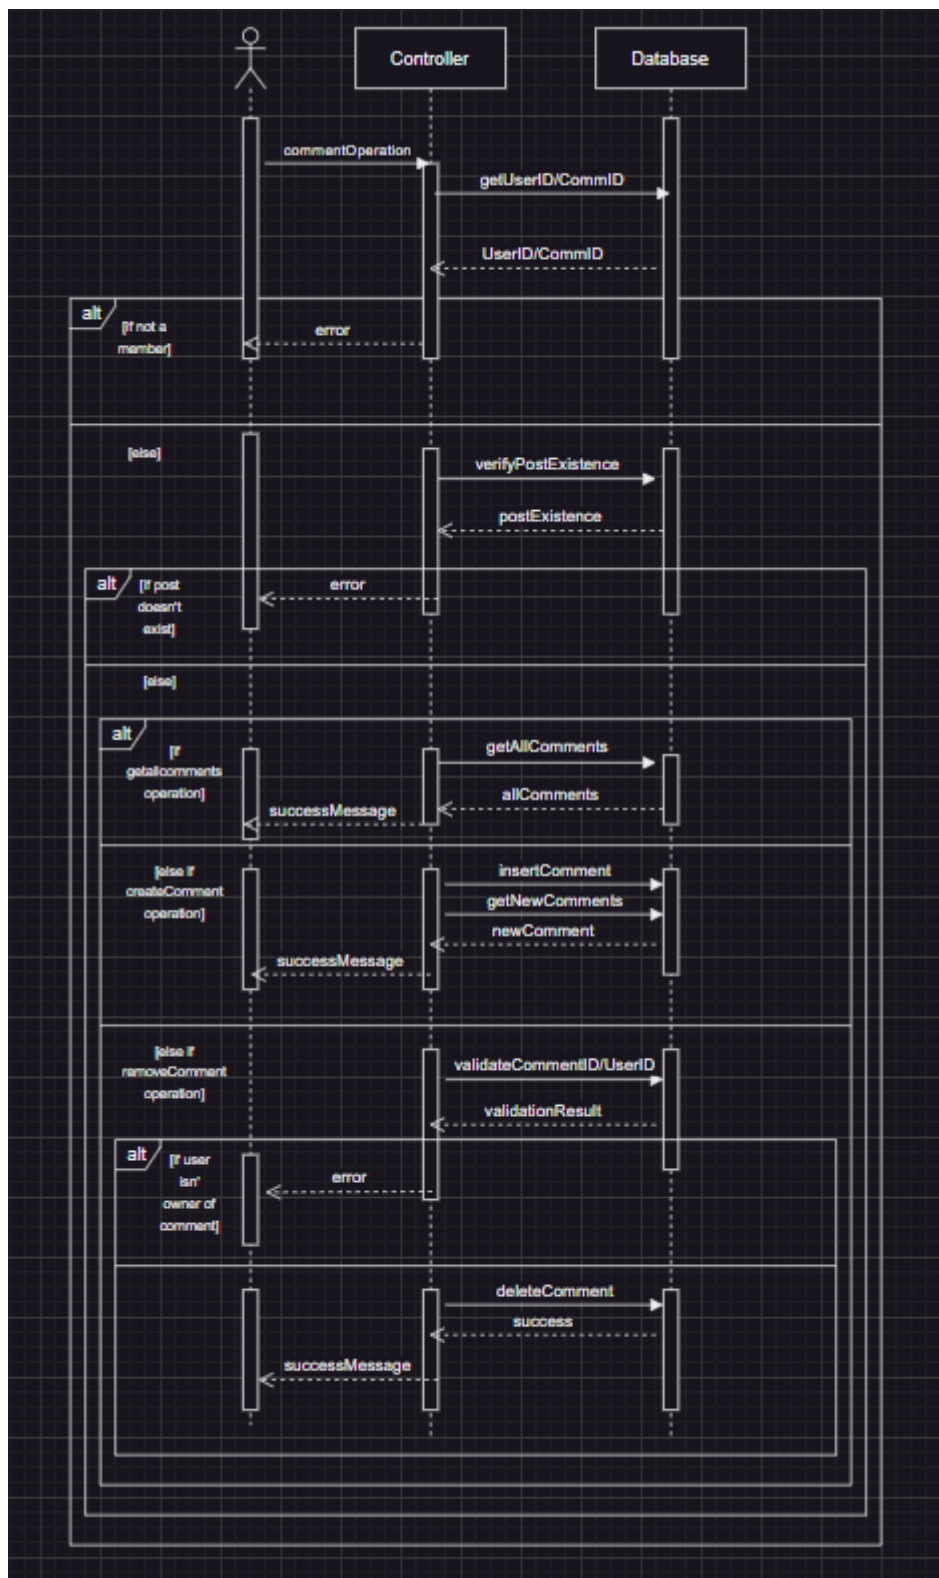 Controller
Database
commentOperation
getUserID/CommID
UserID/CommID
alt
[If not a
member]
error
[else]
verifyPostExistence
postExistence
alt
[If post
doesn't
exist]
error
[else]
alt
[If
getallcomments
operation]
getAllComments
allComments
successMessage
[else if
createComment
operation]
insertComment
getNewComments
newComment
successMessage
[else if
removeComment
operation]
validateCommentID/UserID
validationResult
alt
[If user
isn'
owner of
comment]
error
deleteComment
success
successMessage